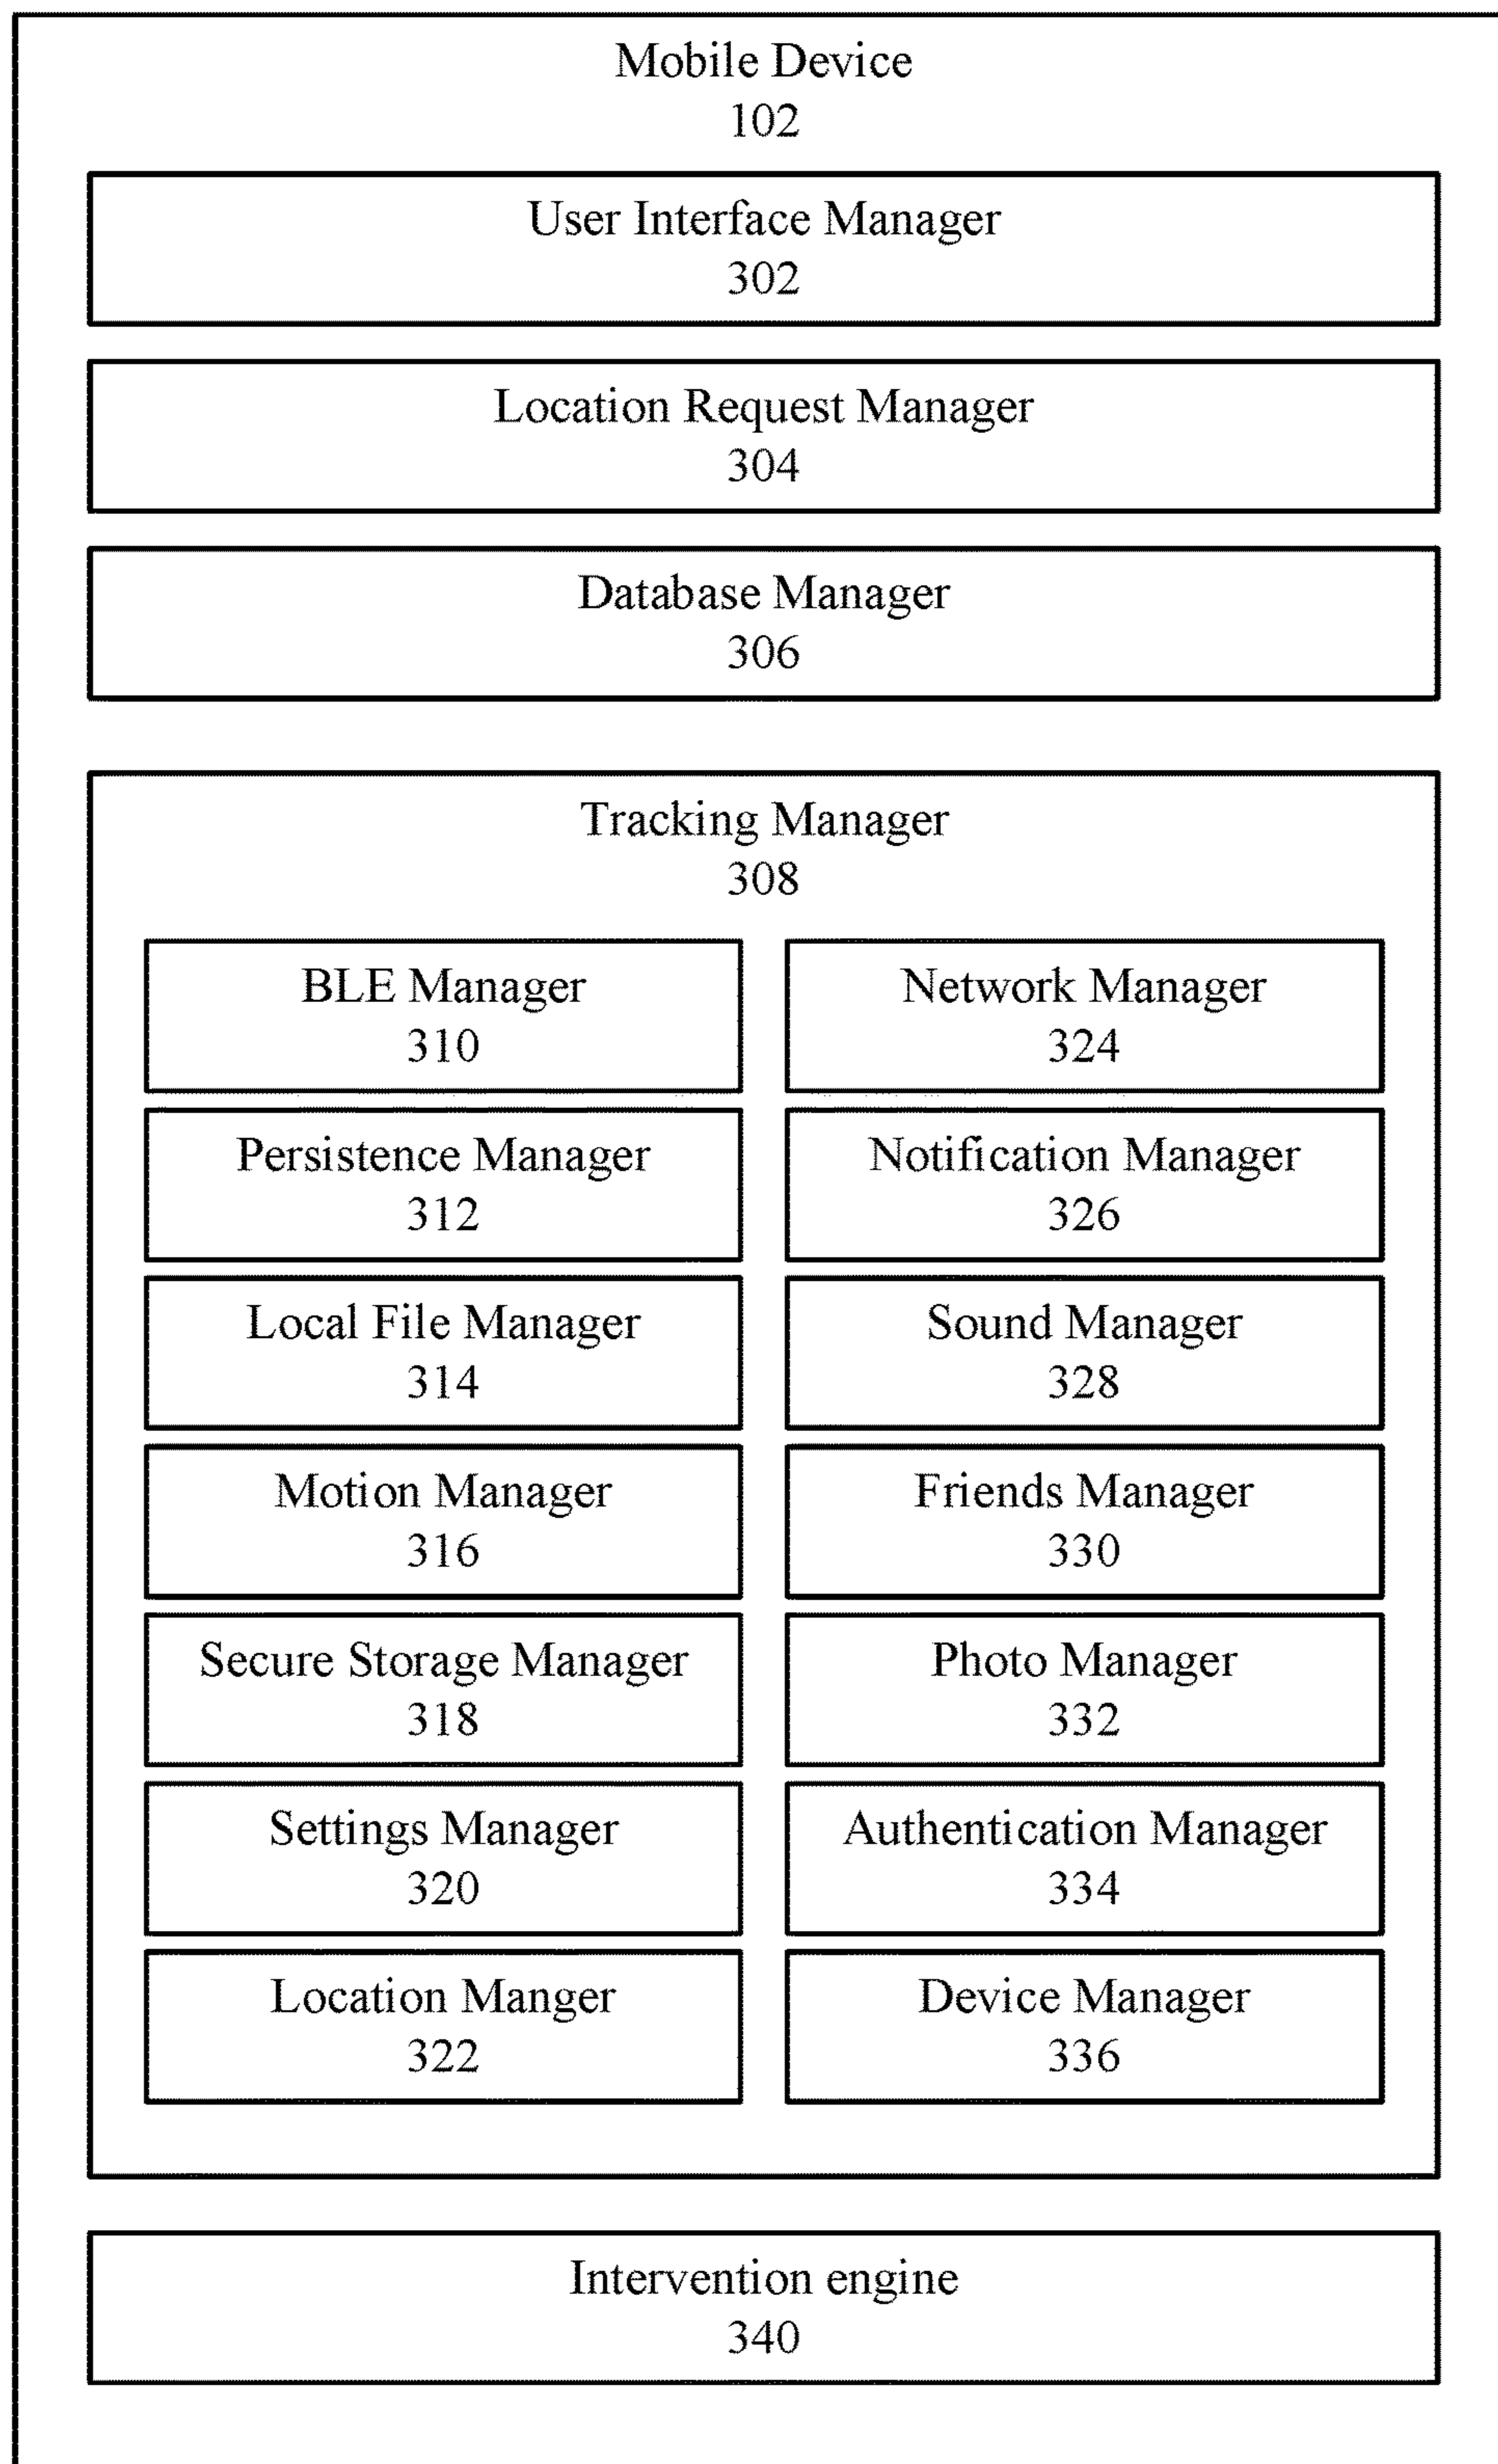 Mobile Device
102
User Interface Manager
302
Location Request Manager
304
Database Manager
306
Tracking Manager
308
BLE Manager
310
Network Manager
324
Persistence Manager
312
Notification Manager
326
Local File Manager
314
Sound Manager
328
Motion Manager
316
Friends Manager
330
Secure Storage Manager
318
Photo Manager
332
Settings Manager
320
Authentication Manager
334
Location Manger
322
Device Manager
336
Intervention engine
340